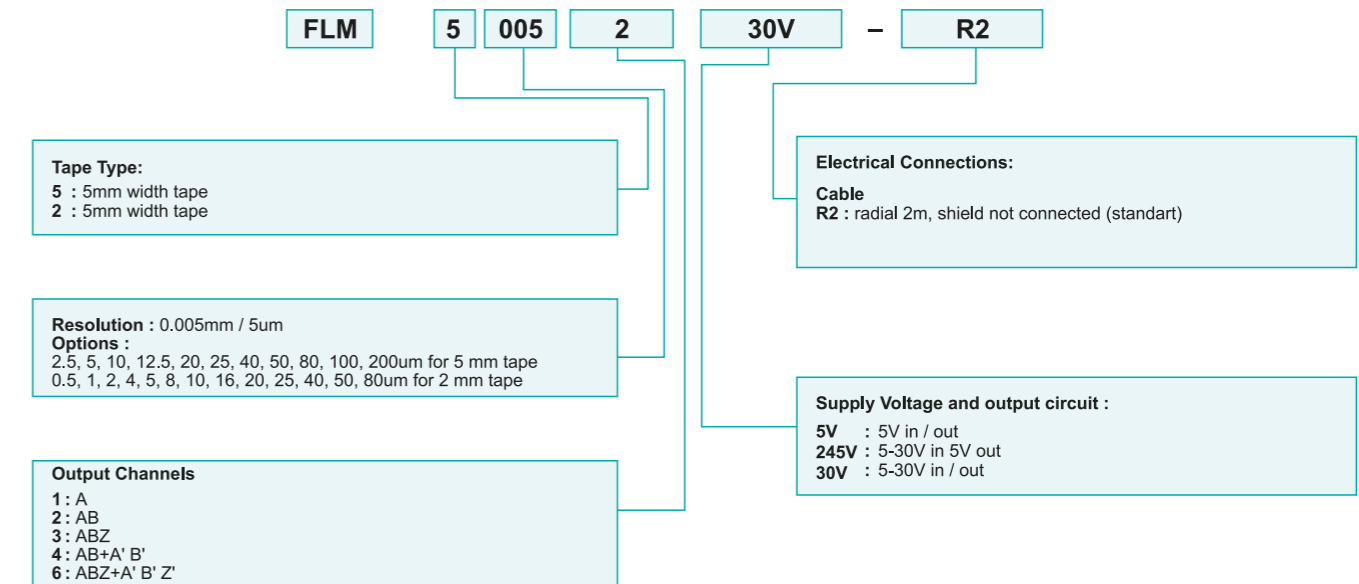 FLM 5 005 2 30V – R2
Tape Type:
5 : 5mm width tape
2 : 5mm width tape
Resolution : 0.005mm / 5um
Options :
2.5, 5, 10, 12.5, 20, 25, 40, 50, 80, 100, 200um for 5 mm tape
0.5, 1, 2, 4, 5, 8, 10, 16, 20, 25, 40, 50, 80um for 2 mm tape
Output Channels
1 : A
2 : AB
3 : ABZ
4 : AB+A' B'
6 : ABZ+A' B' Z'
Electrical Connections:
Cable
R2 : radial 2m, shield not connected (standart)
Supply Voltage and output circuit :
5V : 5V in / out
245V : 5-30V in 5V out
30V : 5-30V in / out